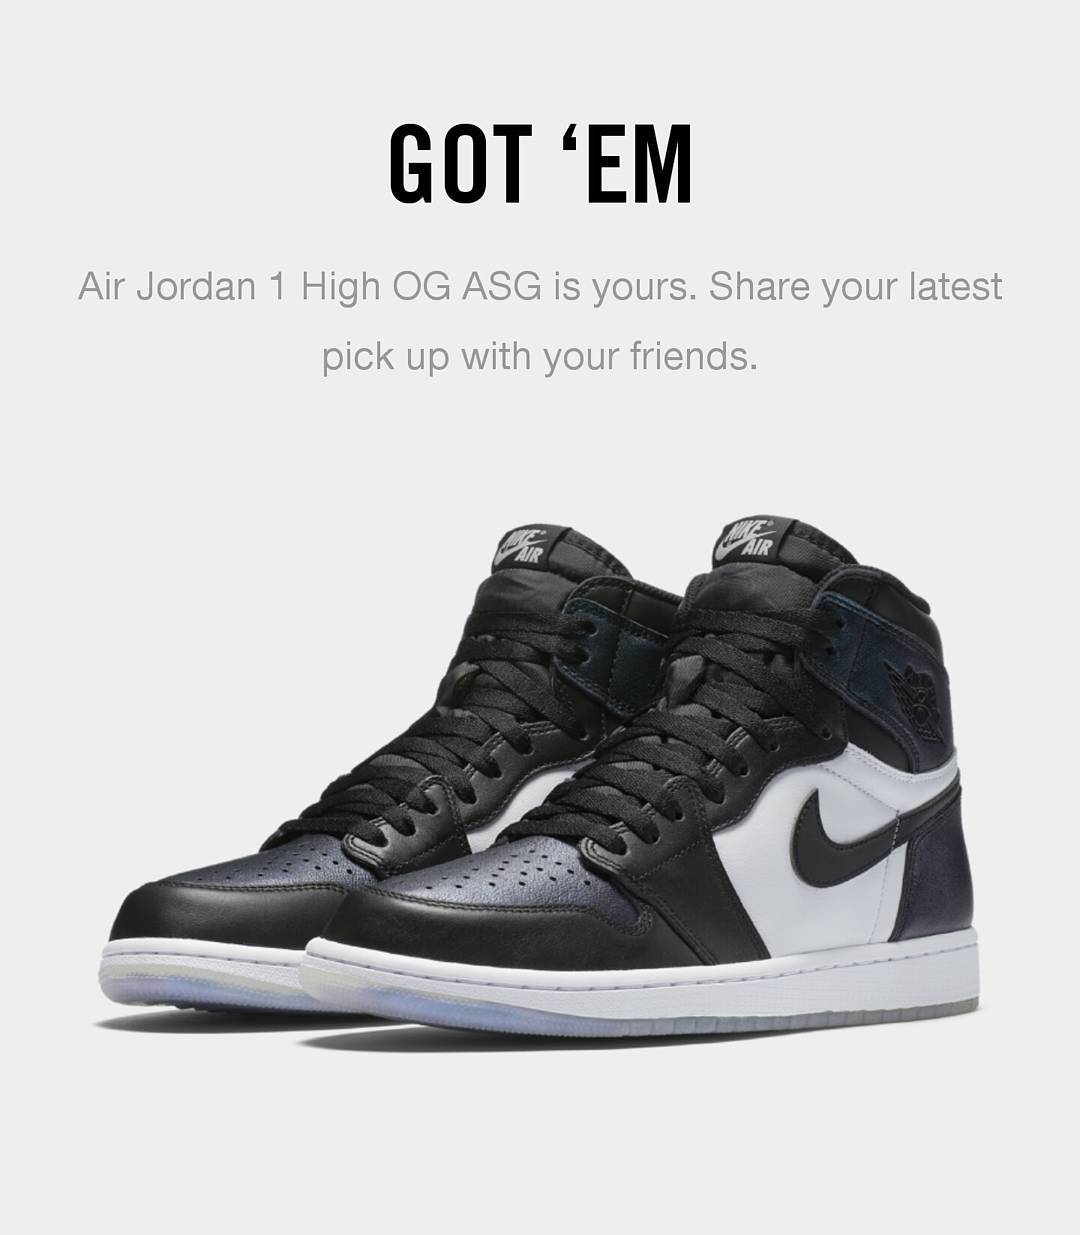 GOT ‘EM
Air Jordan 1 High OG ASG is yours. Share your latest
pick up with your friends.
NIKE
AIR
NIKE
AIR